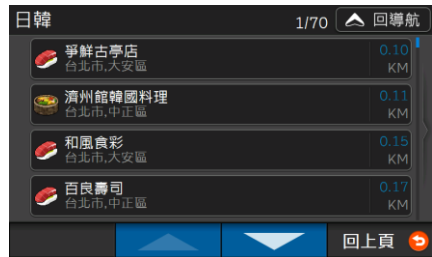 日韓 1/70 回導航
爭鮮古亭店 0.10
台北市,大安區 KM
濟州館韓國料理 0.11
台北市,中正區 KM
和風食彩 0.15
台北市,大安區 KM
百良壽司 0.17
台北市,中正區 KM
回上頁